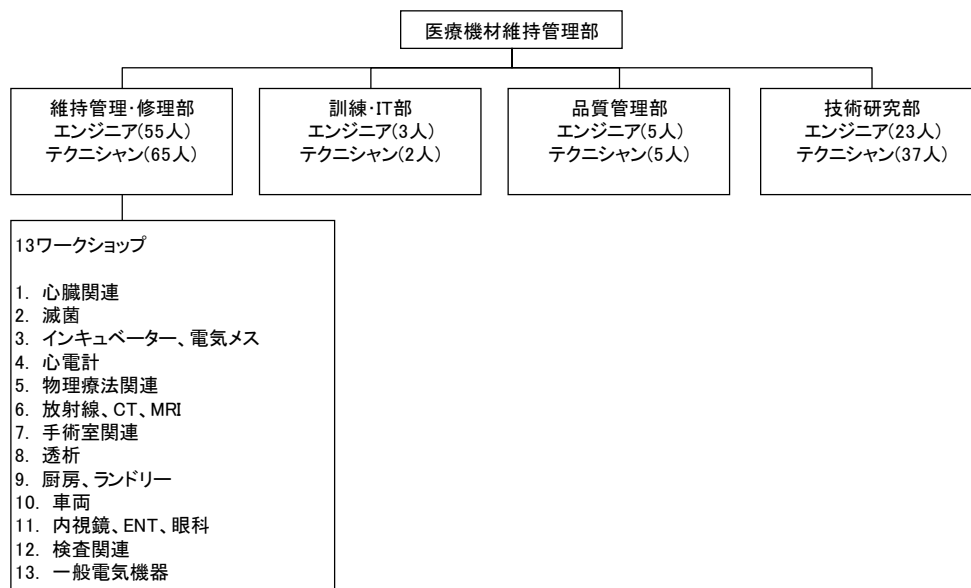 医療機材維持管理部
維持管理・修理部
エンジニア(55人)
テクニシャン(65人)
訓練・IT部
エンジニア(3人)
テクニシャン(2人)
品質管理部
エンジニア(5人)
テクニシャン(5人)
技術研究部
エンジニア(23人)
テクニシャン(37人)
13ワークショップ
1. 心臓関連
2. 滅菌
3. インキュベーター、電気メス
4. 心電計
5. 物理療法関連
6. 放射線、CT、MRI
7. 手術室関連
8. 透析
9. 厨房、ランドリー
10. 車両
11. 内視鏡、ENT、眼科
12. 検査関連
13. 一般電気機器